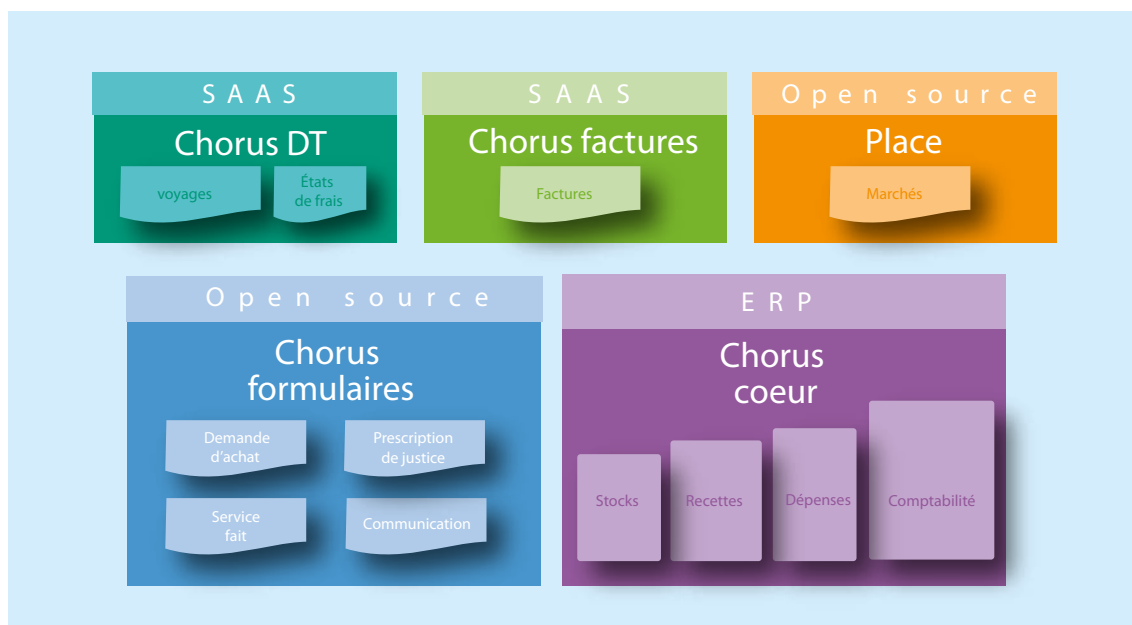 SAAS
Chorus DT
voyages
États
de frais
SAAS
Chorus factures
Factures
Open source
Place
Marchés
Open source
Chorus
formulaires
Demande
d'achat
Prescription
de justice
Service
fait
Communication
ERP
Chorus
coeur
Stocks
Recettes
Dépenses
Comptabilité